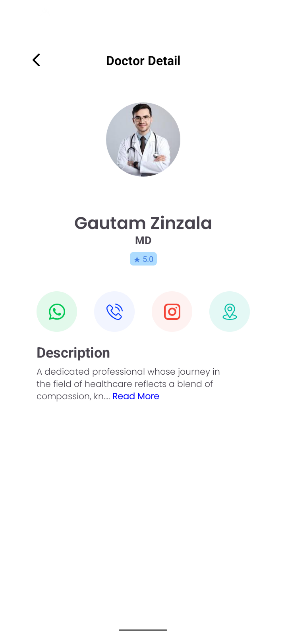 Doctor Detail
Gautam Zinzala
MD
★ 5.0
Description
A dedicated professional whose journey in
the field of healthcare reflects a blend of
compassion, kn... Read More